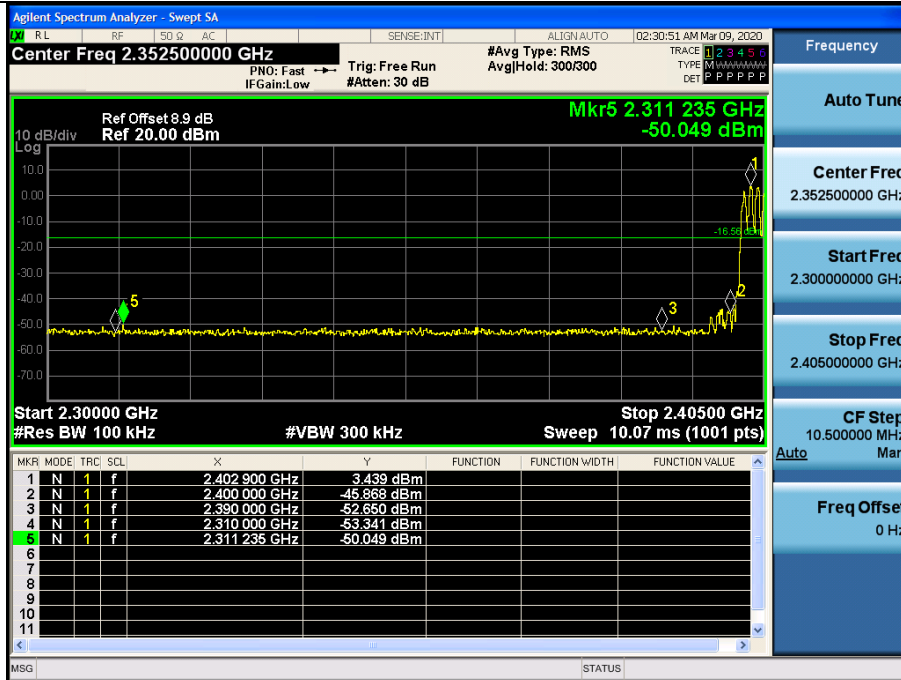 Agilent Spectrum Analyzer - Swept SA
LXI RL RF 50 Ω AC SENSE:INT ALIGN AUTO 02:30:51 AM Mar 09, 2020
Center Freq 2.352500000 GHz
PNO: Fast
IFGain:Low
Trig: Free Run
#Atten: 30 dB
#Avg Type: RMS
Avg|Hold: 300/300
TRACE 1 2 3 4 5 6
TYPE M WWWWW
DET P P P P P P
Ref Offset 8.9 dB
10 dB/div Ref 20.00 dBm
Log
Mkr5 2.311 235 GHz
-50.049 dBm
10.0
0.00
-10.0
-20.0
-30.0
-40.0
-50.0
-60.0
-70.0
1
-16.56 dBm
2
3
5
Start 2.30000 GHz Stop 2.40500 GHz
#Res BW 100 kHz #VBW 300 kHz Sweep 10.07 ms (1001 pts)
MKR MODE TRC SCL X Y FUNCTION FUNCTION WIDTH FUNCTION VALUE
1 N 1 f 2.402 900 GHz 3.439 dBm
2 N 1 f 2.400 000 GHz -45.868 dBm
3 N 1 f 2.390 000 GHz -52.650 dBm
4 N 1 f 2.310 000 GHz -53.341 dBm
5 N 1 f 2.311 235 GHz -50.049 dBm
6
7
8
9
10
11
MSG STATUS
Frequency
Auto Tune
Center Freq
2.352500000 GHz
Start Freq
2.300000000 GHz
Stop Freq
2.405000000 GHz
CF Step
10.500000 MHz
Auto Man
Freq Offset
0 Hz